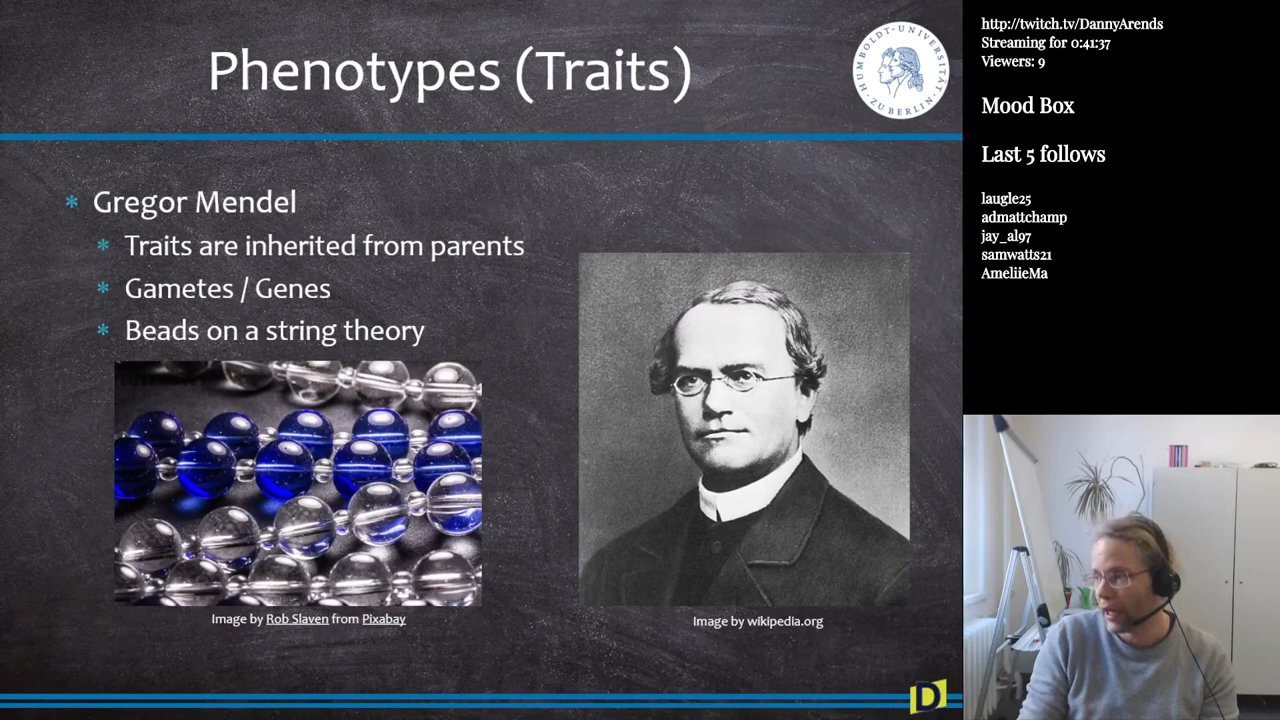 Phenotypes (Traits)
HUMBOLDT-UNIVERSITÄT
ZU BERLIN
Gregor Mendel
Traits are inherited from parents
Gametes / Genes
Beads on a string theory
Image by Rob Slaven from Pixabay
Image by wikipedia.org
D
http://twitch.tv/DannyArends
Streaming for 0:41:37
Viewers: 9
Mood Box
Last 5 follows
laugle25
admattchamp
jay_al97
samwatts21
AmeliieMa